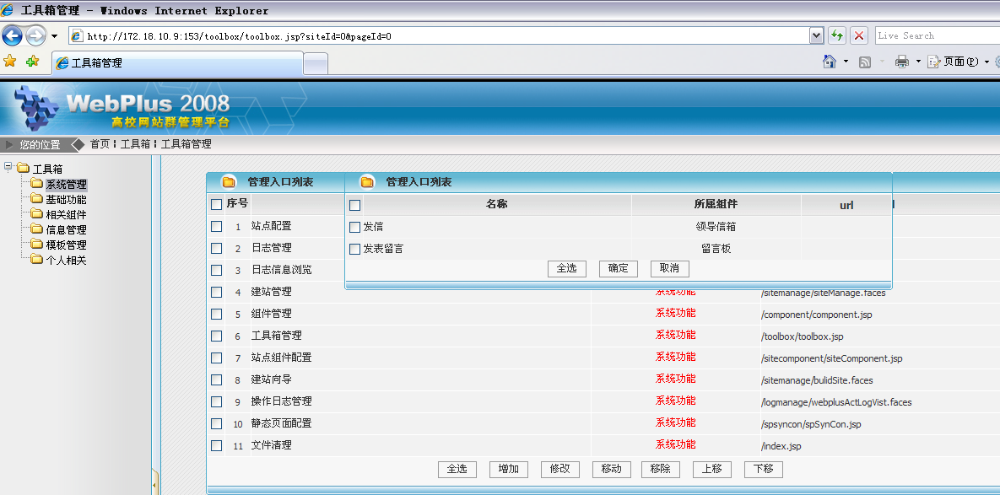 工具箱管理 - Windows Internet Explorer
http://172.18.10.9:153/toolbox/toolbox.jsp?siteId=0&pageId=0
Live Search
工具箱管理
页面(P)
WebPlus 2008
高校网站群管理平台
您的位置
首页 ¦ 工具箱 ¦ 工具箱管理
工具箱
系统管理
基础功能
相关组件
信息管理
模板管理
个人相关
管理入口列表
管理入口列表
序号
名称 所属组件 url
发信 领导信箱
发表留言 留言板
全选 确定 取消
1 站点配置
2 日志管理
3 日志信息浏览
4 建站管理 系统功能 /sitemanage/siteManage.faces
5 组件管理 系统功能 /component/component.jsp
6 工具箱管理 系统功能 /toolbox/toolbox.jsp
7 站点组件配置 系统功能 /sitecomponent/siteComponent.jsp
8 建站向导 系统功能 /sitemanage/bulidSite.faces
9 操作日志管理 系统功能 /logmanage/webplusActLogVist.faces
10 静态页面配置 系统功能 /spsyncon/spSynCon.jsp
11 文件清理 系统功能 /index.jsp
全选 增加 修改 移动 移除 上移 下移